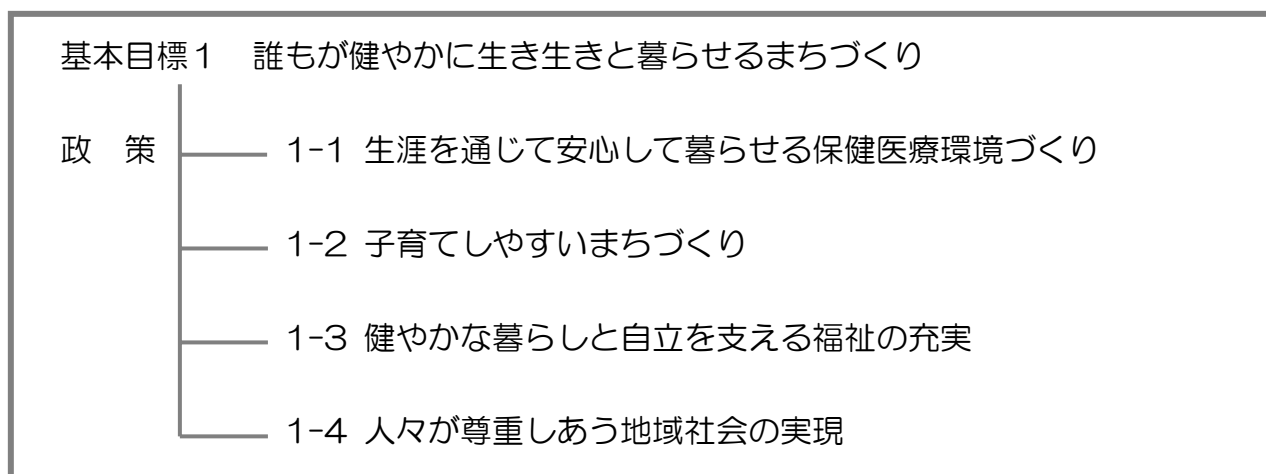 基本目標１　誰もが健やかに生き生きと暮らせるまちづくり
政　策
1-1 生涯を通じて安心して暮らせる保健医療環境づくり
1-2 子育てしやすいまちづくり
1-3 健やかな暮らしと自立を支える福祉の充実
1-4 人々が尊重しあう地域社会の実現